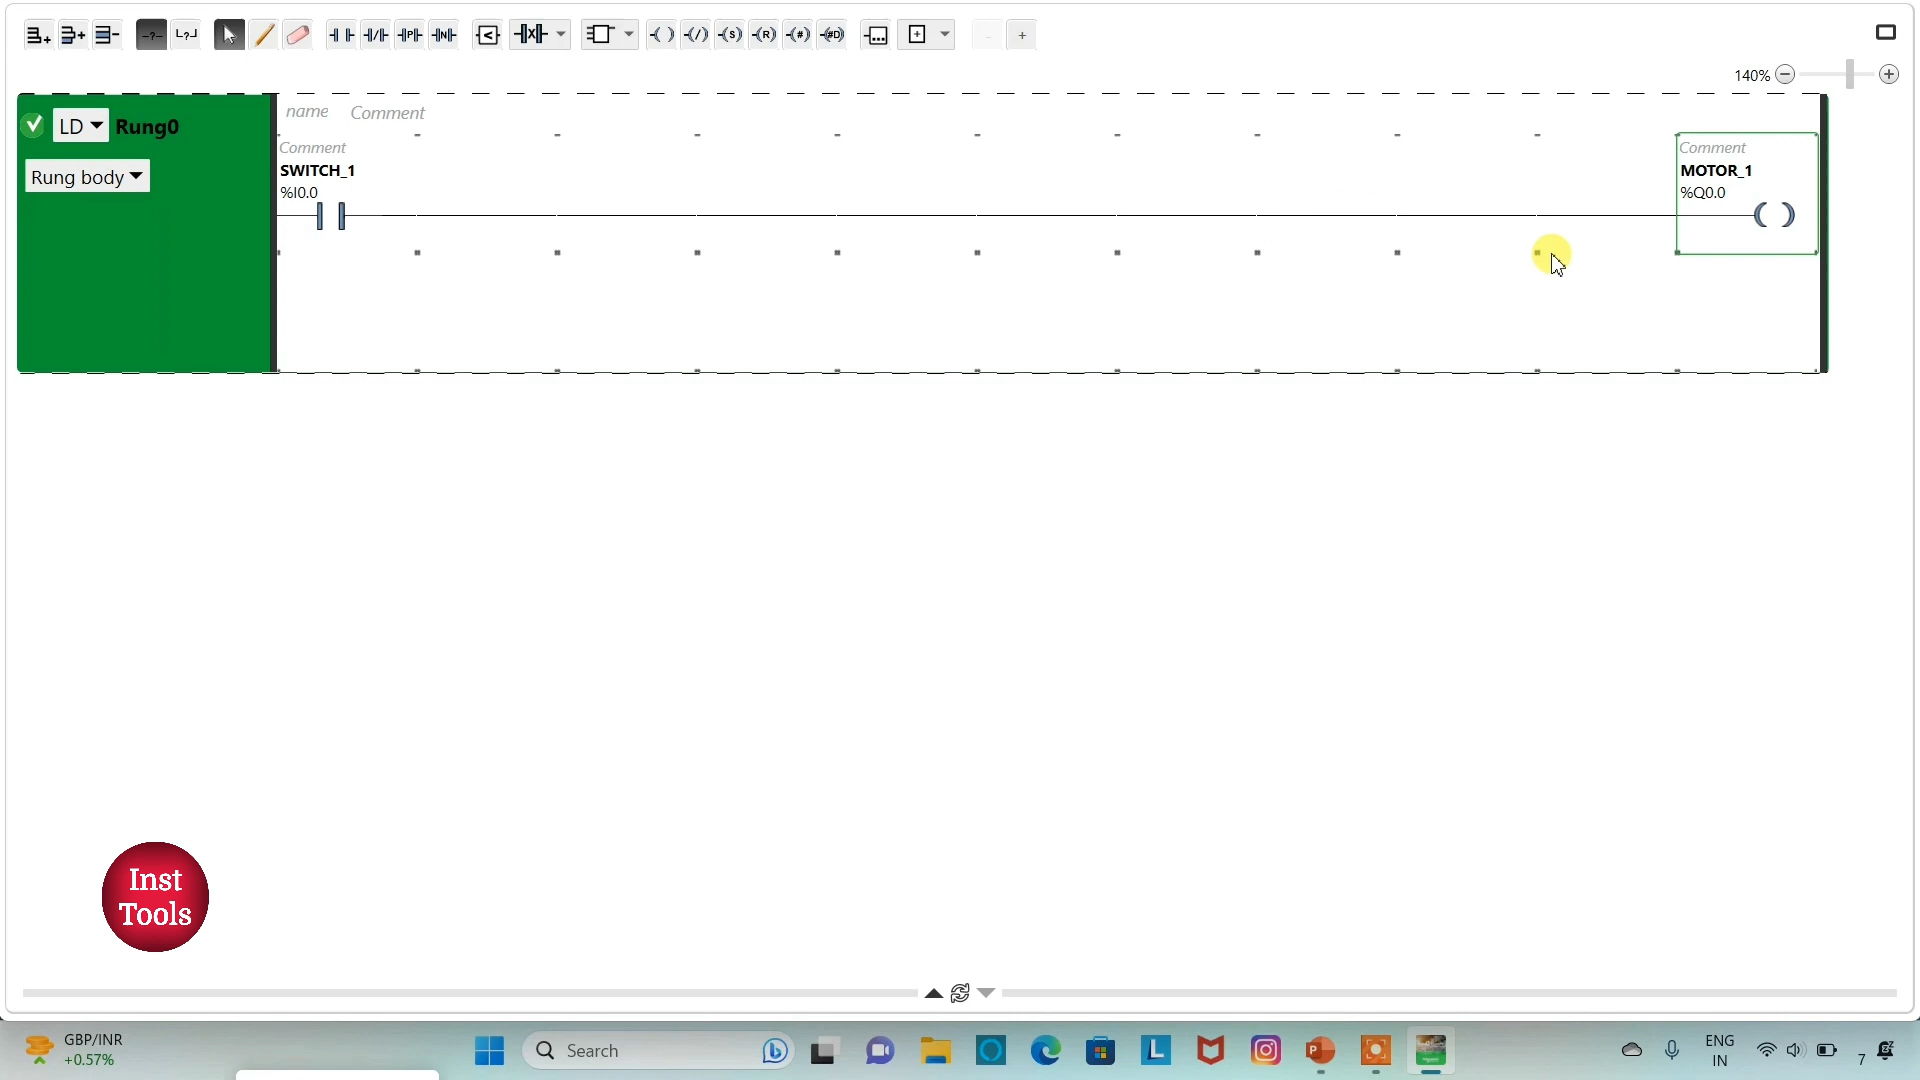 140%
LD Rung0
name Comment
Rung body
Comment
SWITCH_1
%I0.0
Comment
MOTOR_1
%Q0.0
Inst
Tools
GBP/INR
+0.57%
Search
ENG
IN
7